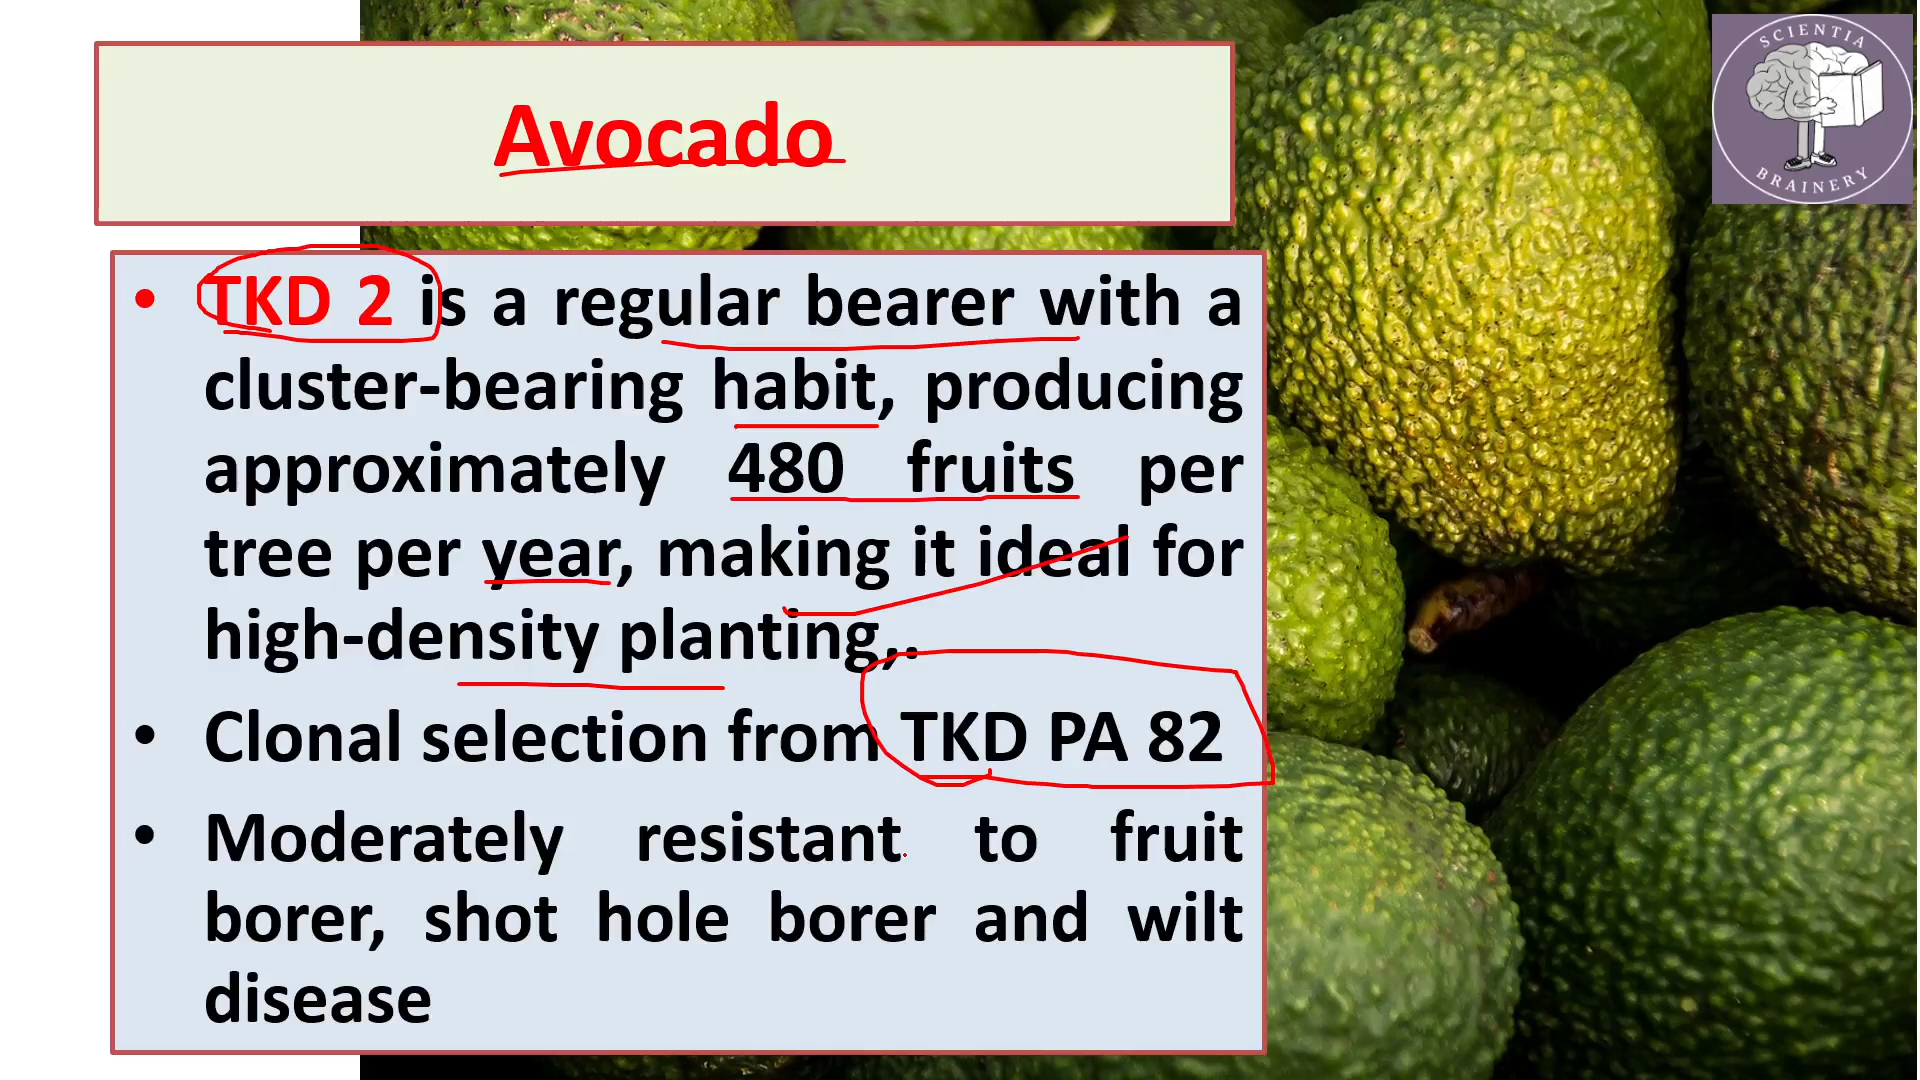 SCIENTIA
BRAINERY
Avocado
• TKD 2 is a regular bearer with a
cluster-bearing habit, producing
approximately 480 fruits per
tree per year, making it ideal for
high-density planting,.
• Clonal selection from TKD PA 82
• Moderately resistant to fruit
borer, shot hole borer and wilt
disease